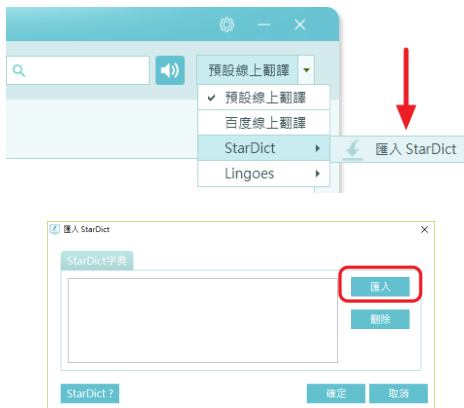 預設線上翻譯
預設線上翻譯
百度線上翻譯
StarDict
匯入 StarDict
Lingoes
匯入 StarDict
StarDict字典
匯入
刪除
StarDict ?
確定
取消